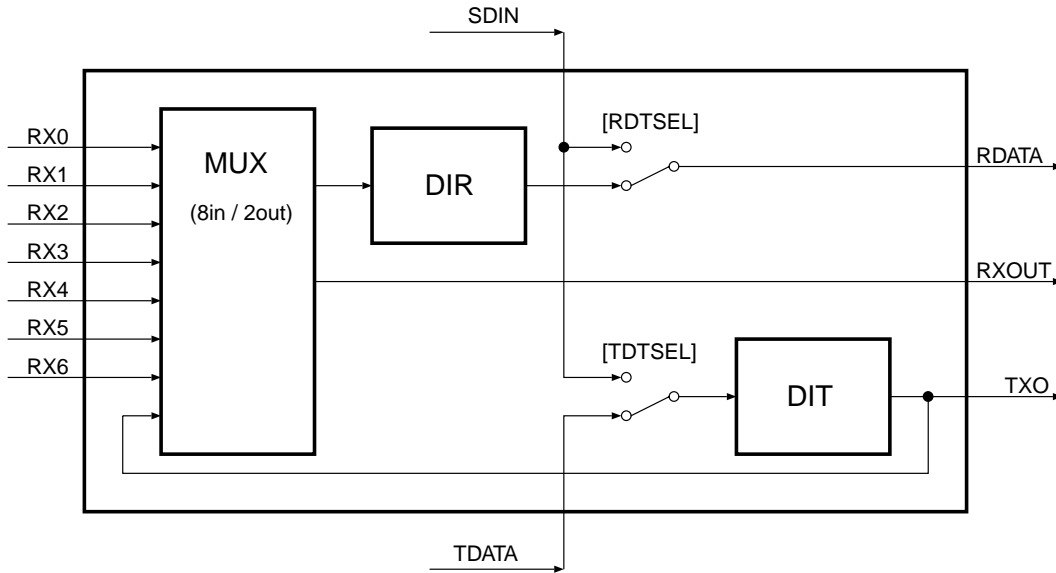 SDIN
[RDTSEL]
RX0
MUX
RDATA
RX1
DIR
(8in / 2out)
RX2
RX3
RXOUT
RX4
RX5
[TDTSEL]
RX6
DIT
TXO
TDATA